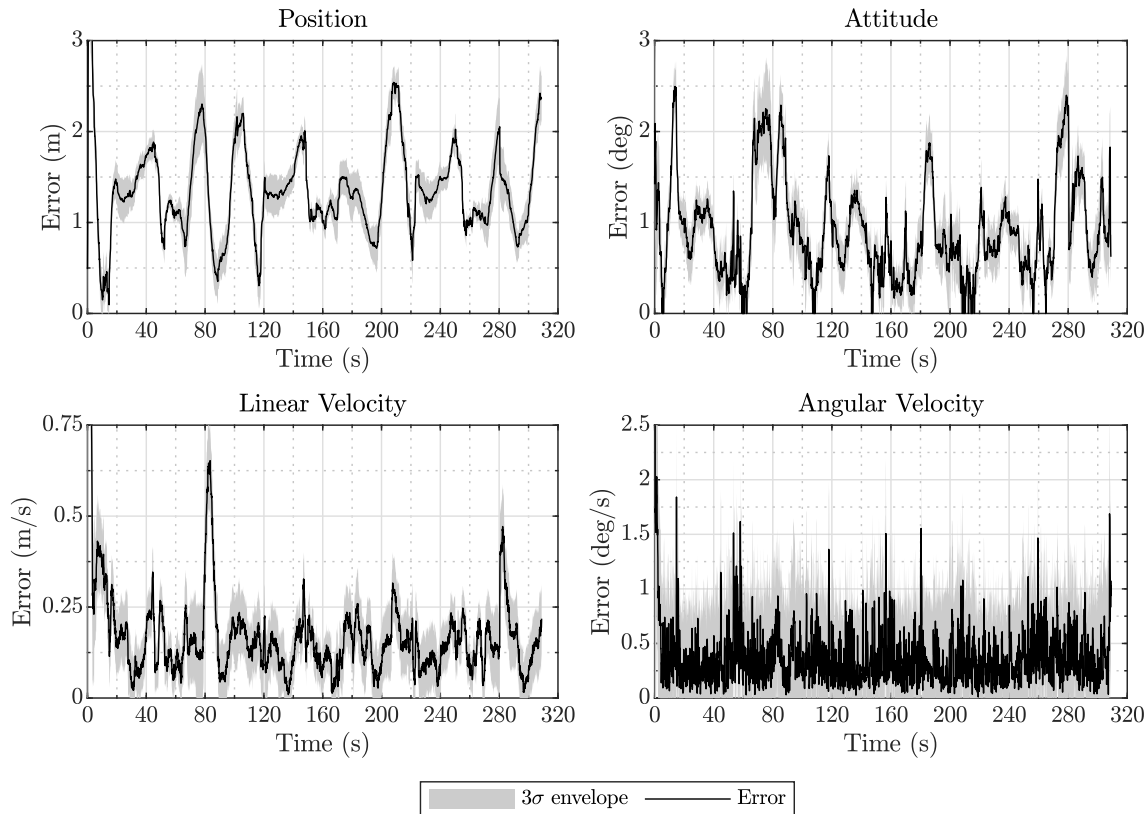 Position
3
2
1
0
Error (m)
0 40 80 120 160 200 240 280 320
Time (s)
Attitude
3
2
1
0
Error (deg)
0 40 80 120 160 200 240 280 320
Time (s)
Linear Velocity
0.75
0.5
0.25
0
Error (m/s)
0 40 80 120 160 200 240 280 320
Time (s)
Angular Velocity
2.5
2
1.5
1
0.5
0
Error (deg/s)
0 40 80 120 160 200 240 280 320
Time (s)
3σ envelope Error